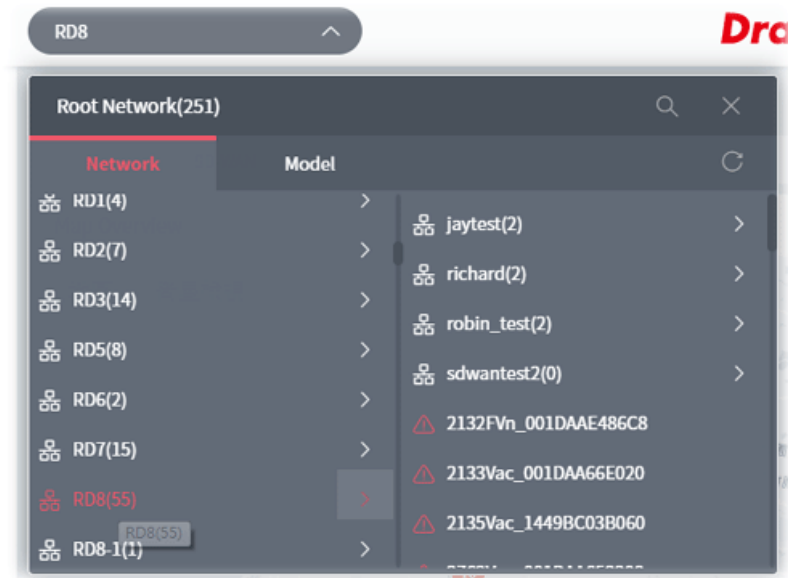 RD8
Dra
Root Network(251)
Network
Model
RD1(4)
RD2(7)
RD3(14)
RD5(8)
RD6(2)
RD7(15)
RD8(55)
RD8(55)
RD8-1(1)
jaytest(2)
richard(2)
robin_test(2)
sdwantest2(0)
2132FVn_001DAAE486C8
2133Vac_001DAA66E020
2135Vac_1449BC03B060